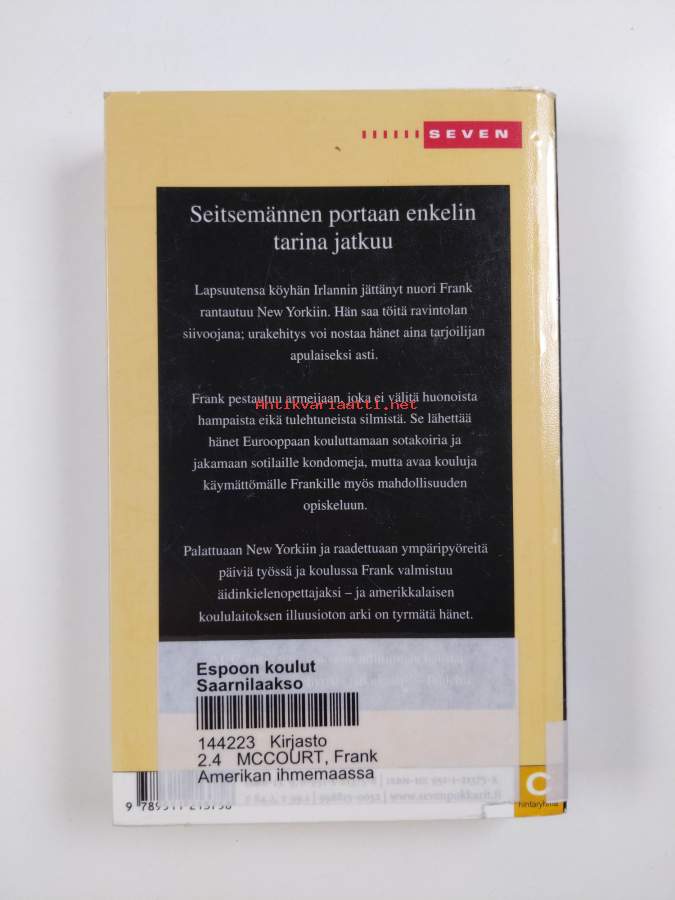 SEVEN
Seitsemännen portaan enkelin
tarina jatkuu
Lapsuutensa köyhän Irlannin jättänyt nuori Frank
rantautuu New Yorkiin. Hän saa töitä ravintolan
siivoojana; urakehitys voi nostaa hänet aina tarjoilijan
apulaiseksi asti.
Frank pestautuu armeijaan, joka ei välitä huonoista
Antikvariaatti.net
hampaista eikä tulehtuneista silmistä. Se lähettää
hänet Eurooppaan kouluttamaan sotakoiria ja
jakamaan sotilaille kondomeja, mutta avaa kouluja
käymättömälle Frankille myös mahdollisuuden
opiskeluun.
Palattuaan New Yorkiin ja raadettuaan ympäripyöreitä
päiviä työssä ja koulussa Frank valmistuu
äidinkielenopettajaksi – ja amerikkalaisen
koululaitoksen illuusioton arki on tyrmätä hänet.
Espoon koulut
Saarnilaakso
144223 Kirjasto
2.4 MCCOURT, Frank
Amerikan ihmemaassa
www.sevenpokkarit.fi
C
hintaryhmä